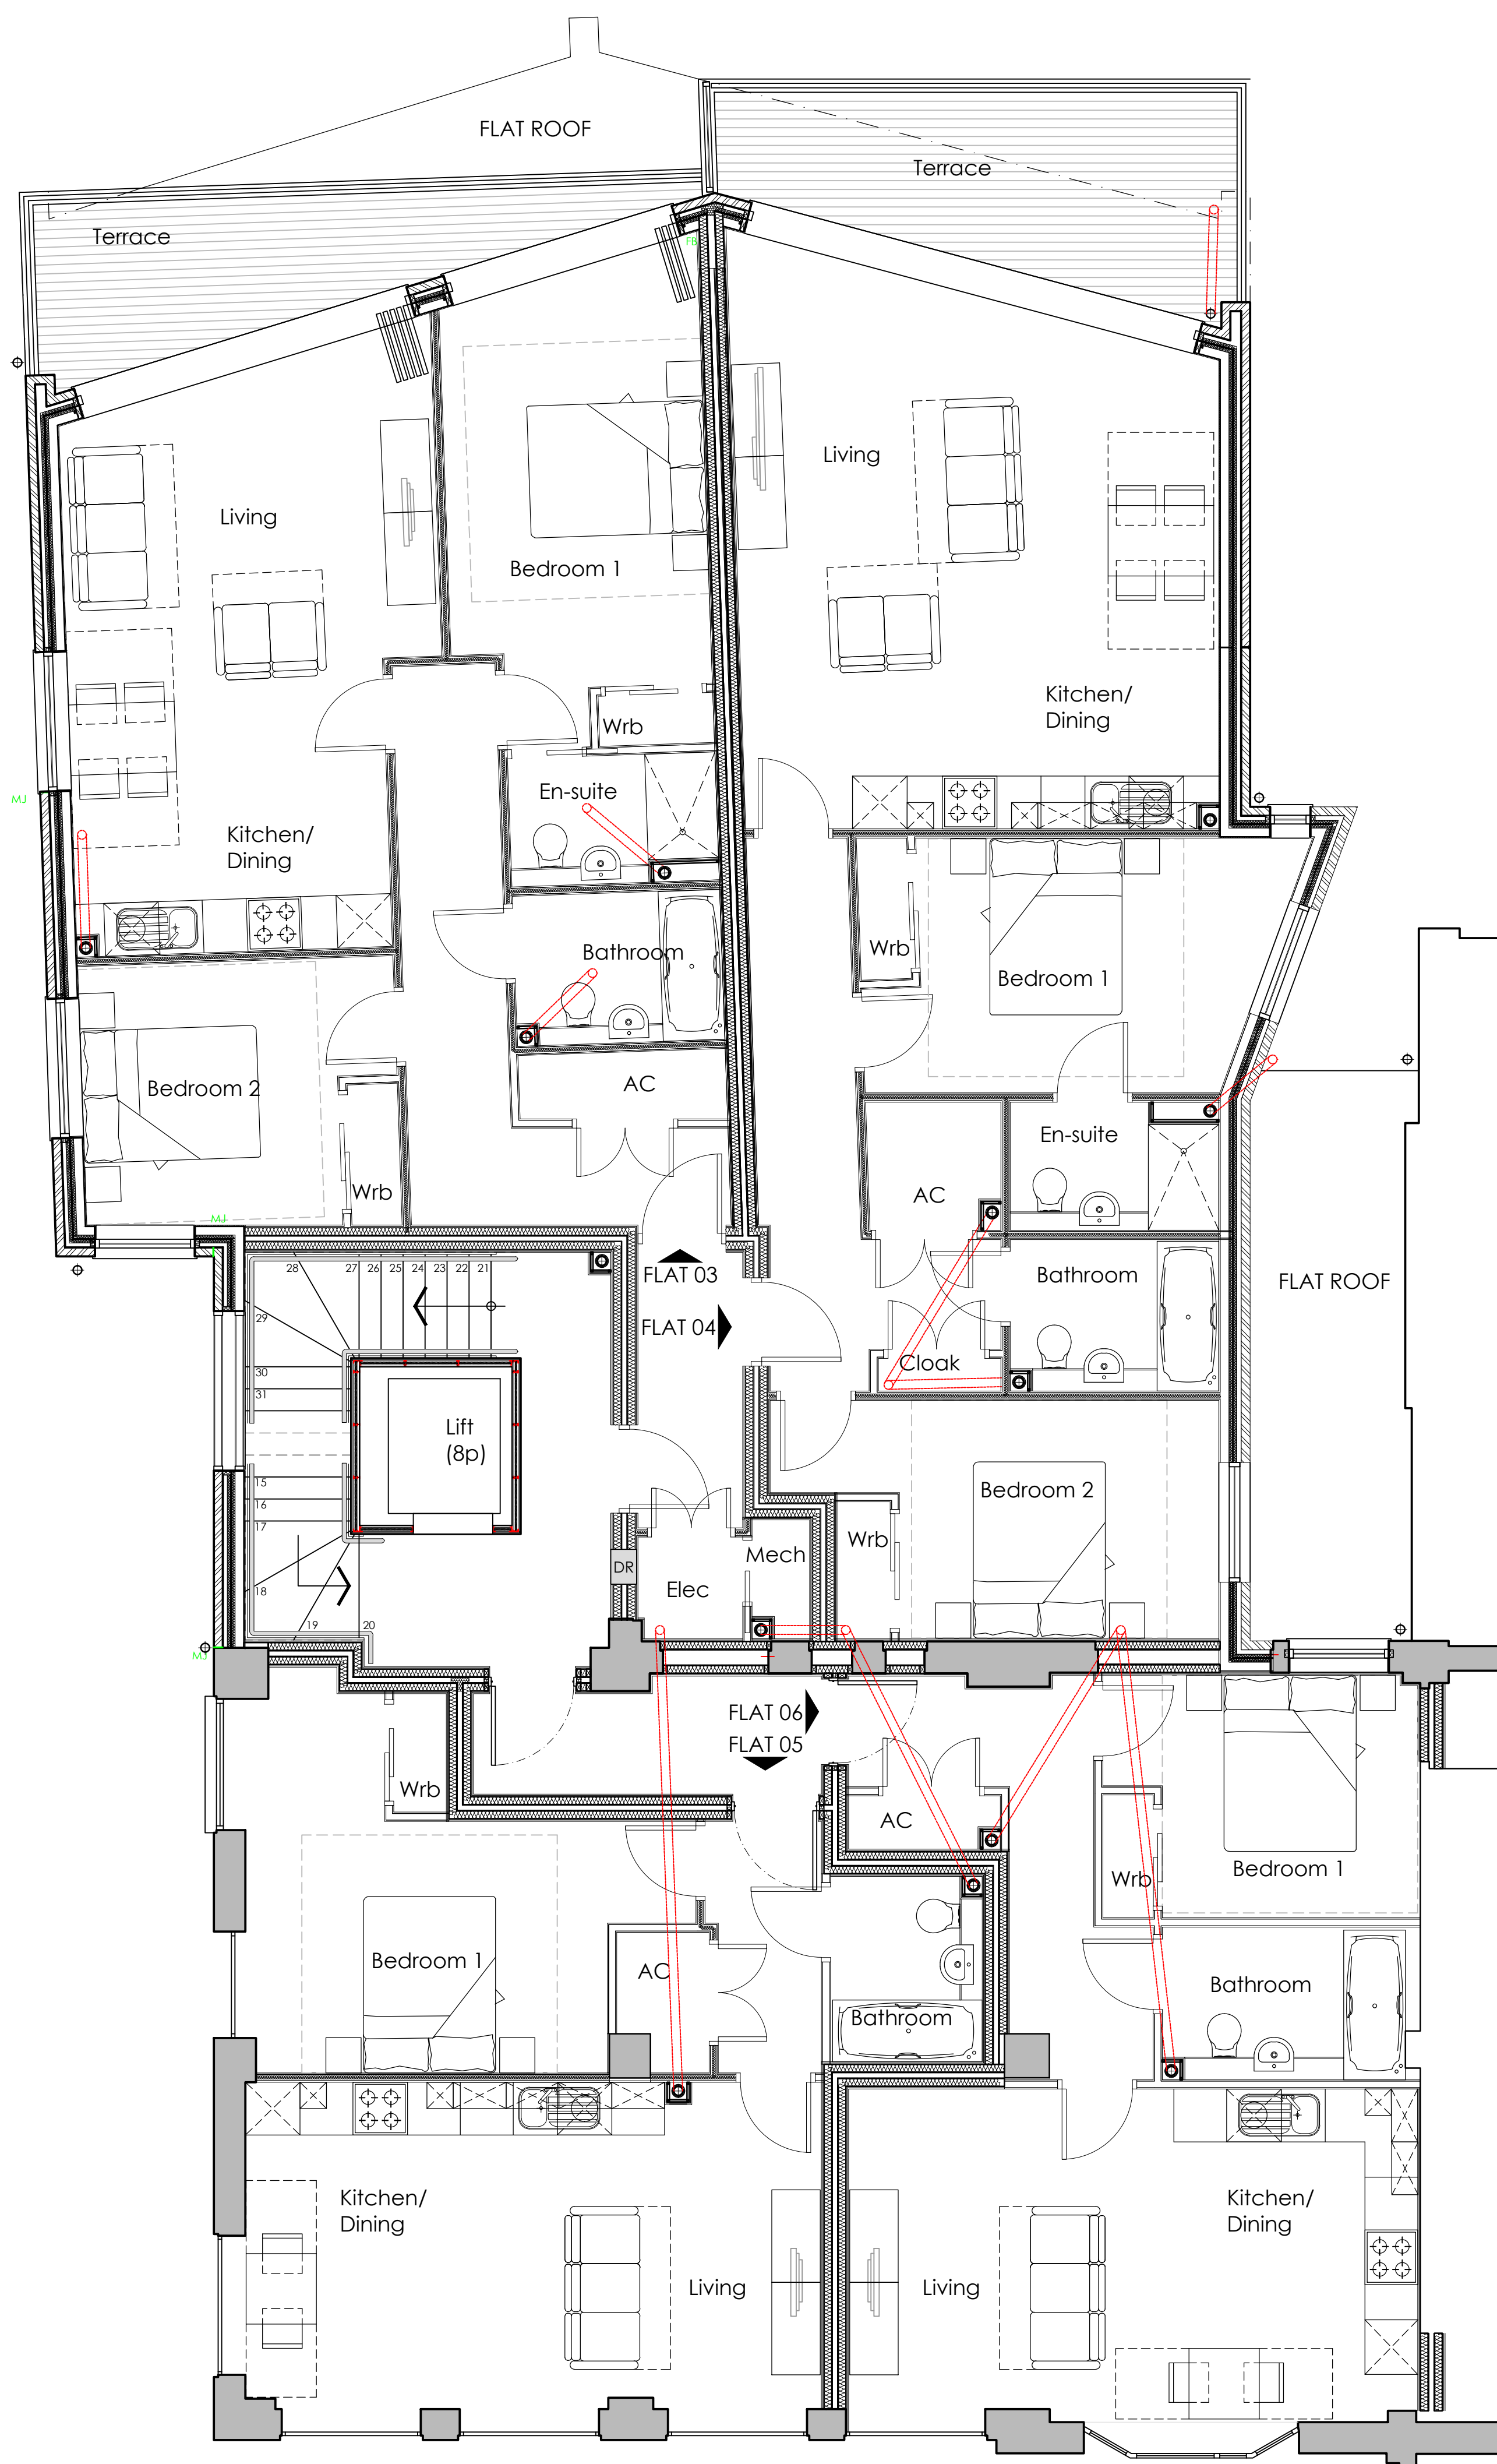 FLAT ROOF
Terrace
Terrace
FB
Living
Living
Bedroom 1
Kitchen/
Dining
Wrb
En-suite
MJ
Kitchen/
Dining
Bathroom
Wrb
Bedroom 1
AC
Bedroom 2
En-suite
Wrb
AC
MJ
FLAT 03
Bathroom
FLAT ROOF
28
27
26
25
24
23
22
21
29
FLAT 04
Cloak
30
31
Lift
(8p)
15
16
17
Bedroom 2
Wrb
Mech
DR
Elec
18
19
20
MJ
FLAT 06
FLAT 05
Wrb
AC
Wrb
Bedroom 1
Bedroom 1
AC
Bathroom
Bathroom
Kitchen/
Dining
Kitchen/
Dining
Living
Living